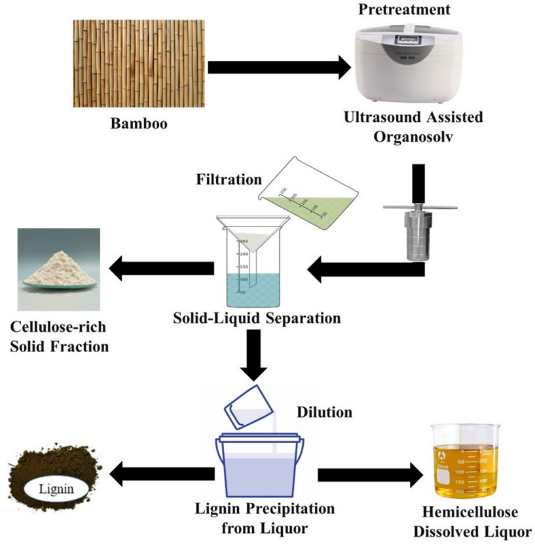 Pretreatment
Bamboo
Ultrasound Assisted
Organosolv
Filtration
Cellulose-rich
Solid Fraction
Solid-Liquid Separation
Dilution
Lignin
Lignin Precipitation
from Liquor
Hemicellulose
Dissolved Liquor